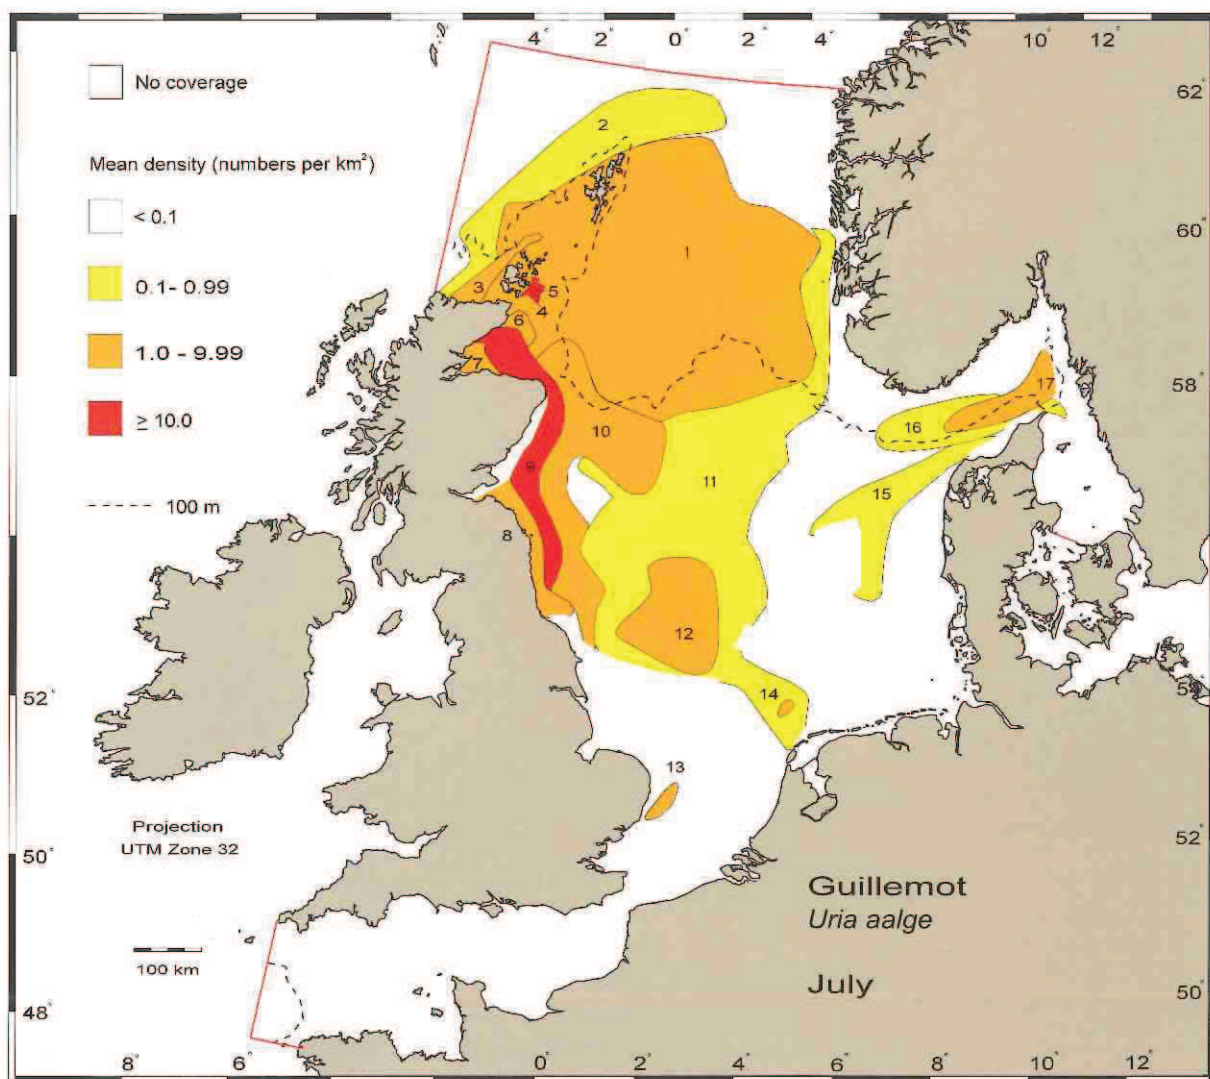 4° 2° 0° 2° 4° 10° 12°
No coverage
62°
Mean density (numbers per km²)
< 0.1
0.1- 0.99
1.0 - 9.99
≥ 10.0
100 m
2
60°
1
3
5
4
6
7
58°
17
16
10
9
11
15
8
12
52°
14
13
Projection
UTM Zone 32
50°
52°
Guillemot
Uria aalge
100 km
July
48°
50°
8° 6° 0° 2° 4° 6° 8° 10° 12°